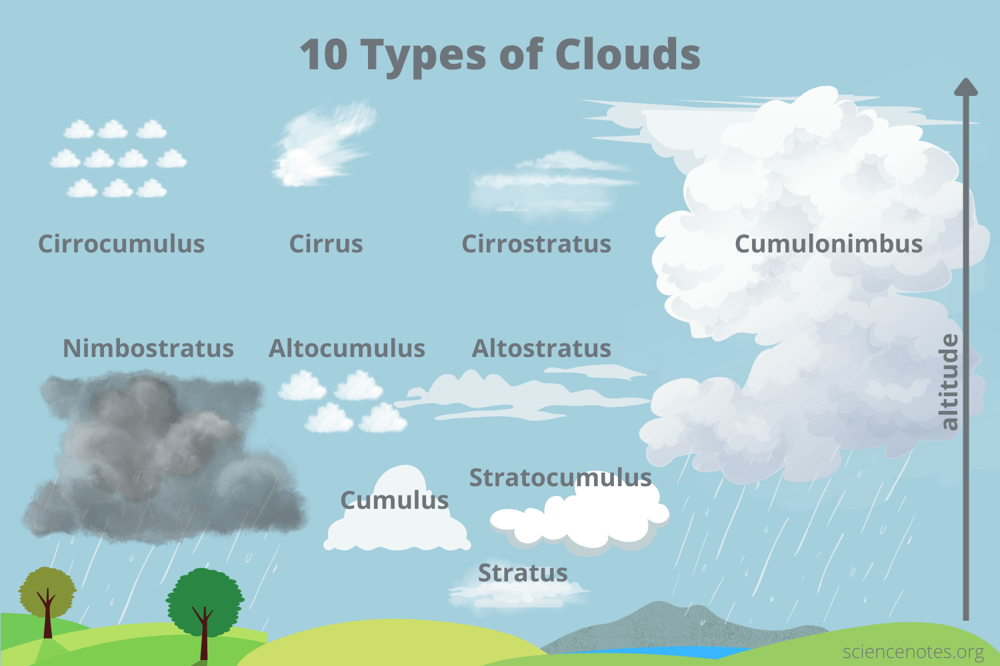 10 Types of Clouds
Cirrocumulus
Cirrus
Cirrostratus
Cumulonimbus
Nimbostratus
Altocumulus
Altostratus
altitude
Stratocumulus
Cumulus
Stratus
sciencenotes.org